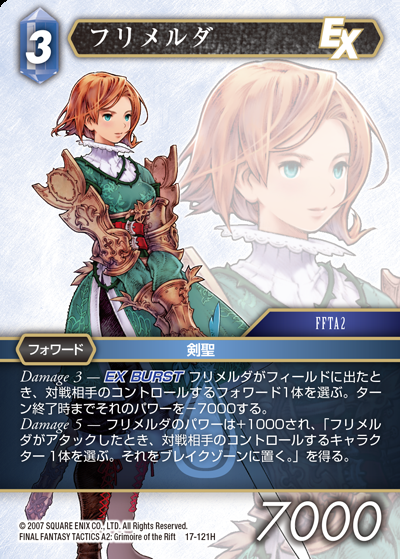 3
フリメルダ
EX
FFTA2
フォワード
剣聖
Damage 3 — EX BURST フリメルダがフィールドに出たと
き、対戦相手のコントロールするフォワード1体を選ぶ。ター
ン終了時までそれのパワーを−7000する。
Damage 5 — フリメルダのパワーは+1000され、「フリメル
ダがアタックしたとき、対戦相手のコントロールするキャラク
ター 1体を選ぶ。それをブレイクゾーンに置く。」を得る。
© 2007 SQUARE ENIX CO., LTD. All Rights Reserved.
FINAL FANTASY TACTICS A2: Grimoire of the Rift 17-121H
7000